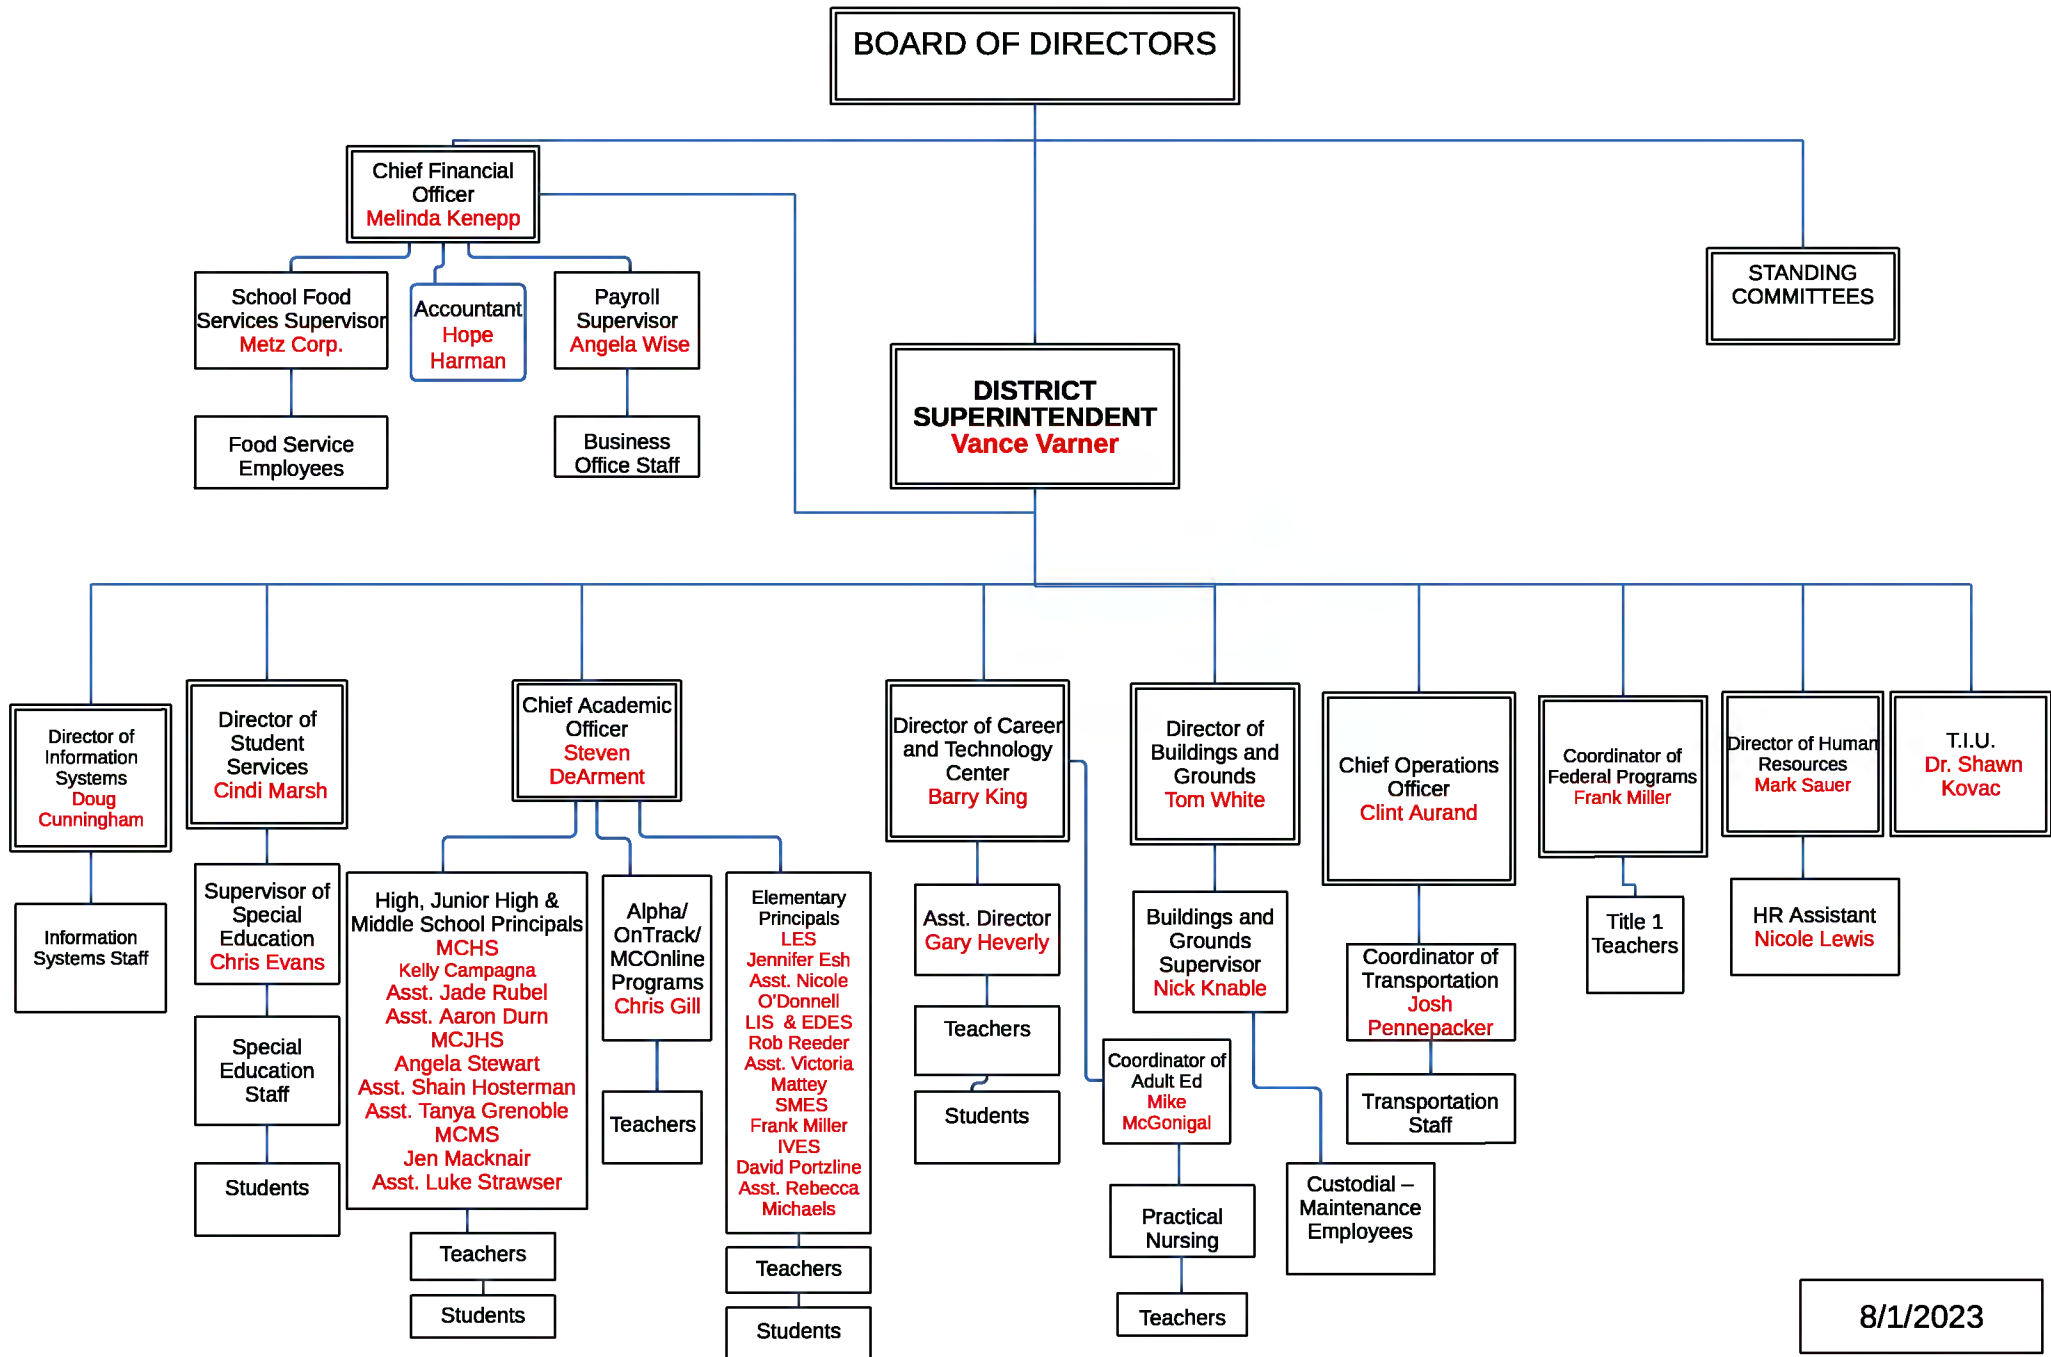 BOARD OF DIRECTORS
Chief Financial
Officer
Melinda Kenepp
STANDING
COMMITTEES
School Food
Services Supervisor
Metz Corp.
Accountant
Hope
Harman
Payroll
Supervisor
Angela Wise
DISTRICT
SUPERINTENDENT
Vance Varner
Food Service
Employees
Business
Office Staff
Director of
Information
Systems
Doug
Cunningham
Director of
Student
Services
Cindi Marsh
Chief Academic
Officer
Steven
DeArment
Director of Career
and Technology
Center
Barry King
Director of
Buildings and
Grounds
Tom White
Chief Operations
Officer
Clint Aurand
Coordinator of
Federal Programs
Frank Miller
Director of Human
Resources
Mark Sauer
T.I.U.
Dr. Shawn
Kovac
Information
Systems Staff
Supervisor of
Special
Education
Chris Evans
Special
Education
Staff
Students
High, Junior High &
Middle School Principals
MCHS
Kelly Campagna
Asst. Jade Rubel
Asst. Aaron Durn
MCJHS
Angela Stewart
Asst. Shain Hosterman
Asst. Tanya Grenoble
MCMS
Jen Macknair
Asst. Luke Strawser
Teachers
Students
Alpha/
OnTrack/
MCOnline
Programs
Chris Gill
Teachers
Elementary
Principals
LES
Jennifer Esh
Asst. Nicole
O'Donnell
LIS & EDES
Rob Reeder
Asst. Victoria
Mattey
SMES
Frank Miller
IVES
David Portzline
Asst. Rebecca
Michaels
Teachers
Students
Asst. Director
Gary Heverly
Teachers
Students
Coordinator of
Adult Ed
Mike
McGonigal
Practical
Nursing
Teachers
Buildings and
Grounds
Supervisor
Nick Knable
Custodial –
Maintenance
Employees
Coordinator of
Transportation
Josh
Pennepacker
Transportation
Staff
Title 1
Teachers
HR Assistant
Nicole Lewis
8/1/2023